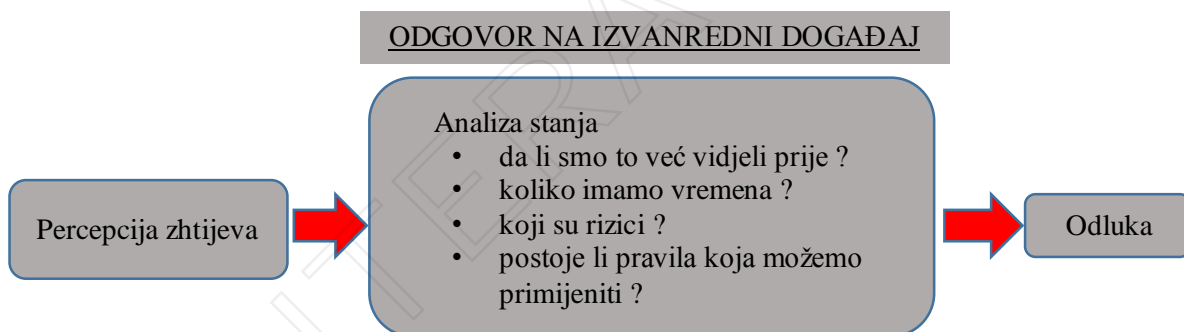 ODGOVOR NA IZVANREDNI DOGAĐAJ
Analiza stanja
• da li smo to već vidjeli prije ?
• koliko imamo vremena ?
• koji su rizici ?
• postoje li pravila koja možemo
primijeniti ?
Percepcija zhtijeva
Odluka